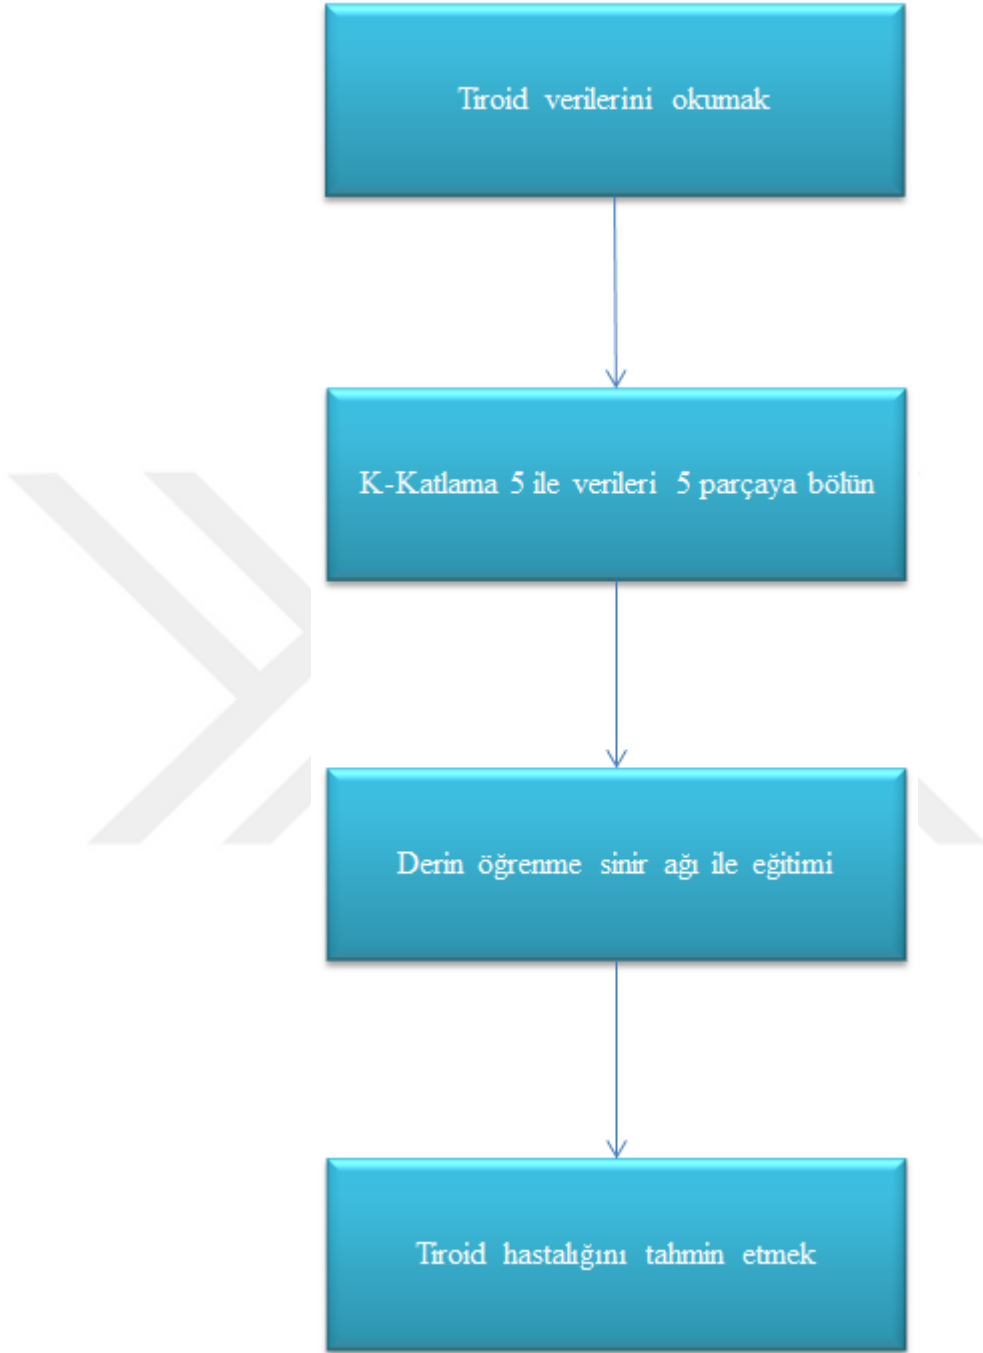 Tiroid verilerini okumak
K-Katlama 5 ile verileri 5 parçaya bölün
Derin öğrenme sinir ağı ile eğitimi
Tiroid hastalığını tahmin etmek